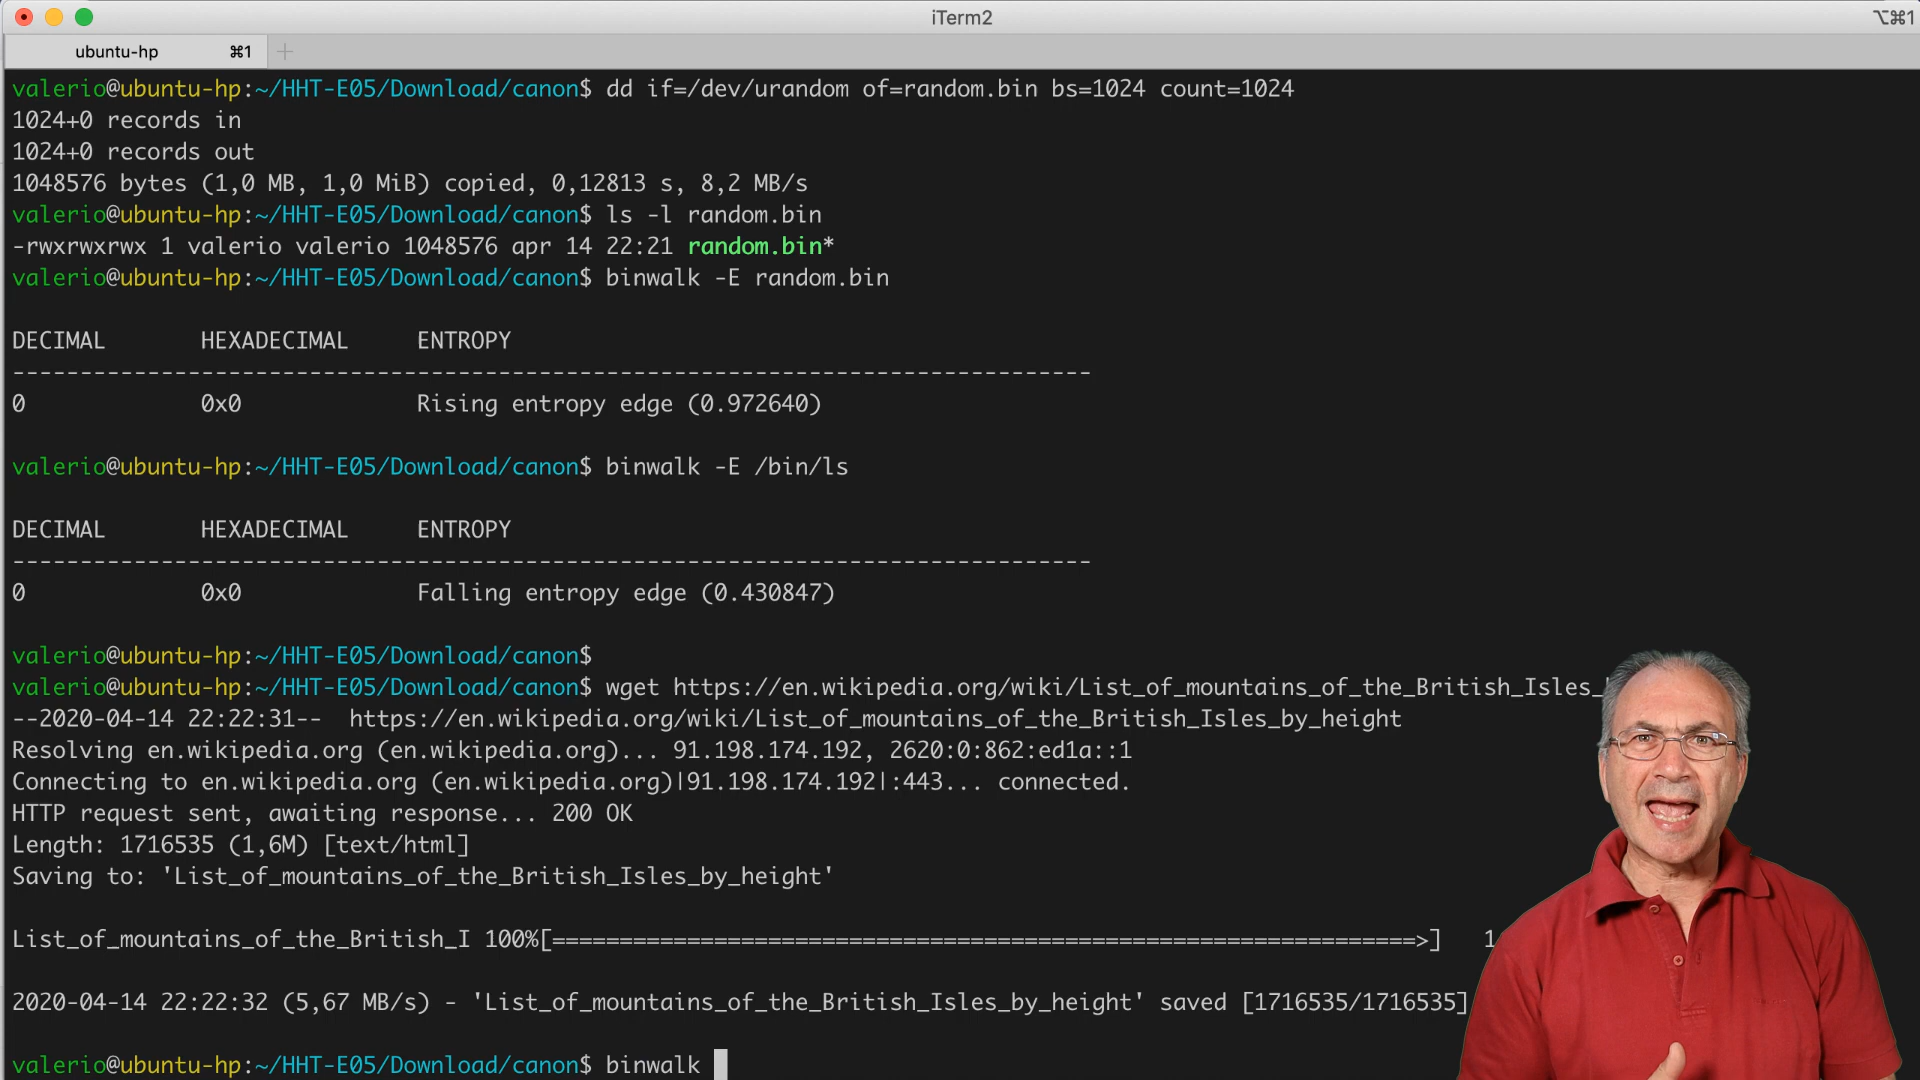 iTerm2
⌥⌘1
ubuntu-hp ⌘1
valerio@ubuntu-hp:~/HHT-E05/Download/canon$ dd if=/dev/urandom of=random.bin bs=1024 count=1024
1024+0 records in
1024+0 records out
1048576 bytes (1,0 MB, 1,0 MiB) copied, 0,12813 s, 8,2 MB/s
valerio@ubuntu-hp:~/HHT-E05/Download/canon$ ls -l random.bin
-rwxrwxrwx 1 valerio valerio 1048576 apr 14 22:21 random.bin*
valerio@ubuntu-hp:~/HHT-E05/Download/canon$ binwalk -E random.bin
DECIMAL HEXADECIMAL ENTROPY
--------------------------------------------------------------------------------
0 0x0 Rising entropy edge (0.972640)
valerio@ubuntu-hp:~/HHT-E05/Download/canon$ binwalk -E /bin/ls
DECIMAL HEXADECIMAL ENTROPY
--------------------------------------------------------------------------------
0 0x0 Falling entropy edge (0.430847)
valerio@ubuntu-hp:~/HHT-E05/Download/canon$
valerio@ubuntu-hp:~/HHT-E05/Download/canon$ wget https://en.wikipedia.org/wiki/List_of_mountains_of_the_British_Isles_
--2020-04-14 22:22:31-- https://en.wikipedia.org/wiki/List_of_mountains_of_the_British_Isles_by_height
Resolving en.wikipedia.org (en.wikipedia.org)... 91.198.174.192, 2620:0:862:ed1a::1
Connecting to en.wikipedia.org (en.wikipedia.org)|91.198.174.192|:443... connected.
HTTP request sent, awaiting response... 200 OK
Length: 1716535 (1,6M) [text/html]
Saving to: 'List_of_mountains_of_the_British_Isles_by_height'
List_of_mountains_of_the_British_I 100%[================================================================>] 1
2020-04-14 22:22:32 (5,67 MB/s) - 'List_of_mountains_of_the_British_Isles_by_height' saved [1716535/1716535]
valerio@ubuntu-hp:~/HHT-E05/Download/canon$ binwalk